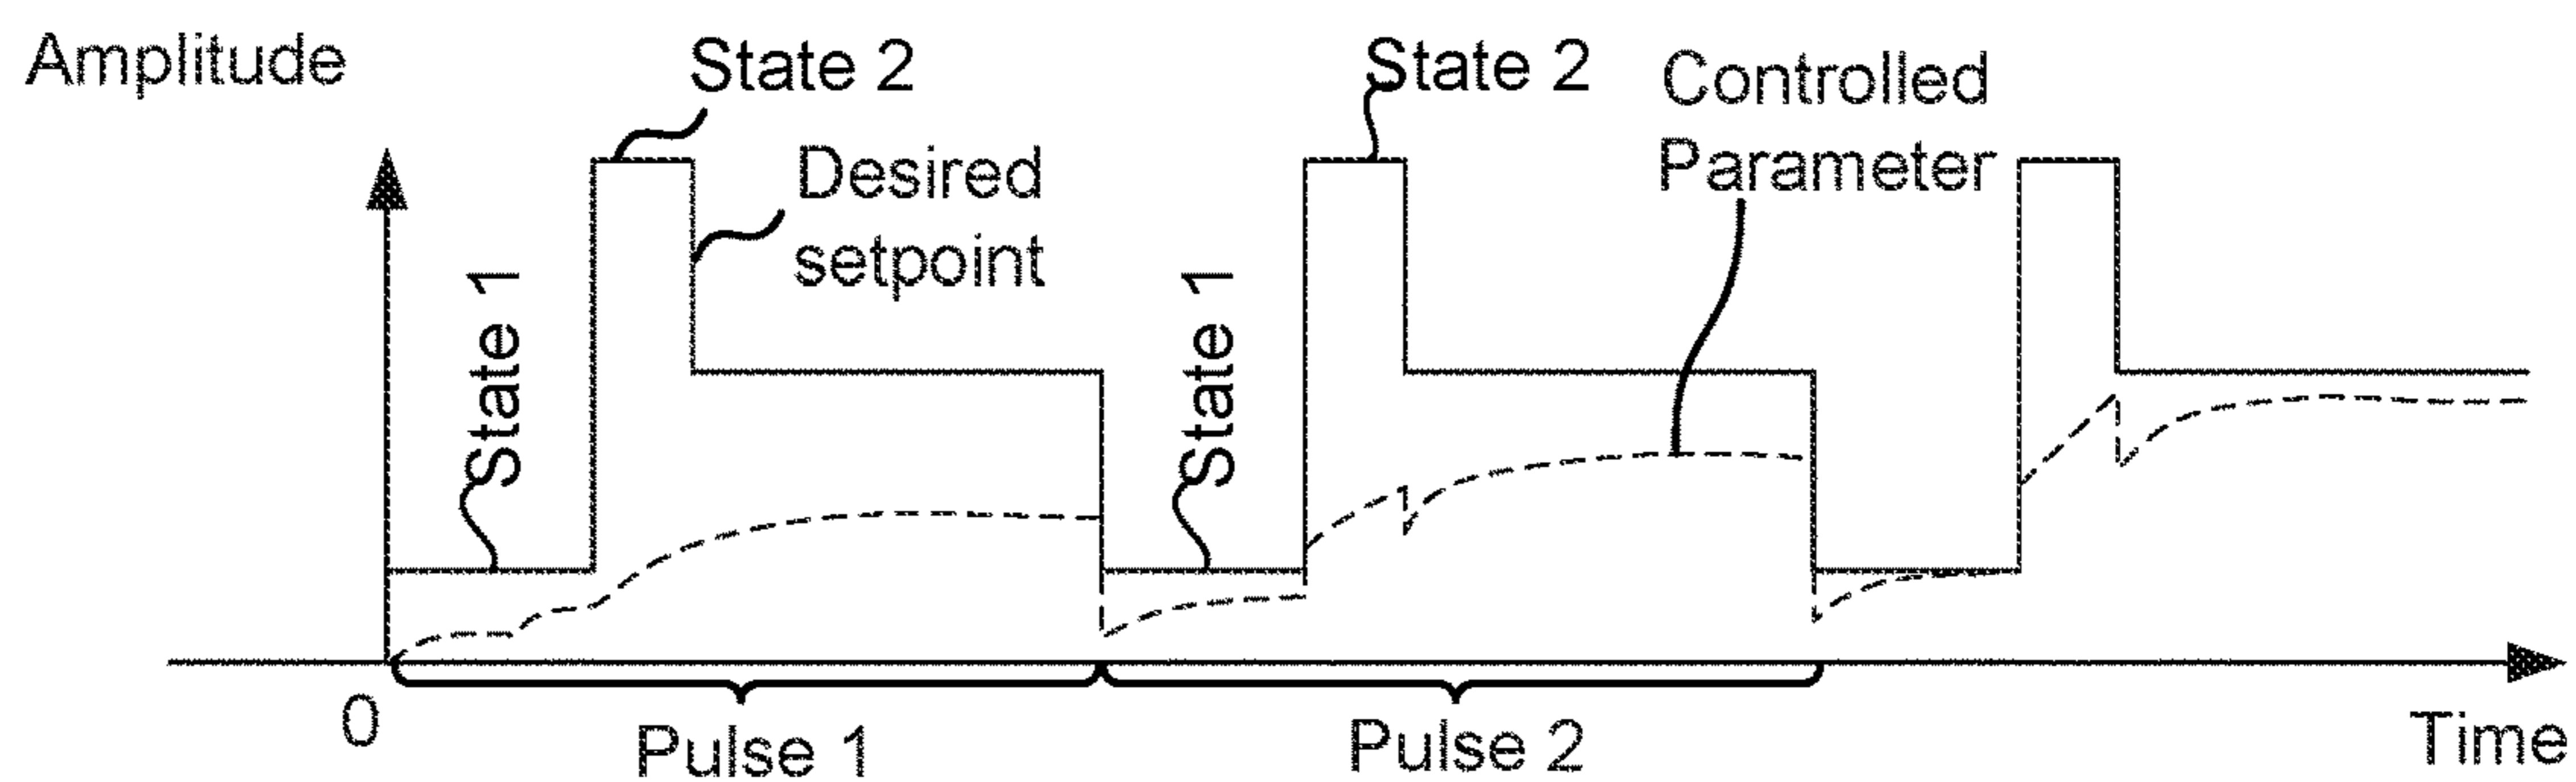 Amplitude
State 2
Desired
setpoint
State 1
State 2
Controlled
Parameter
State 1
0
Pulse 1
Pulse 2
Time